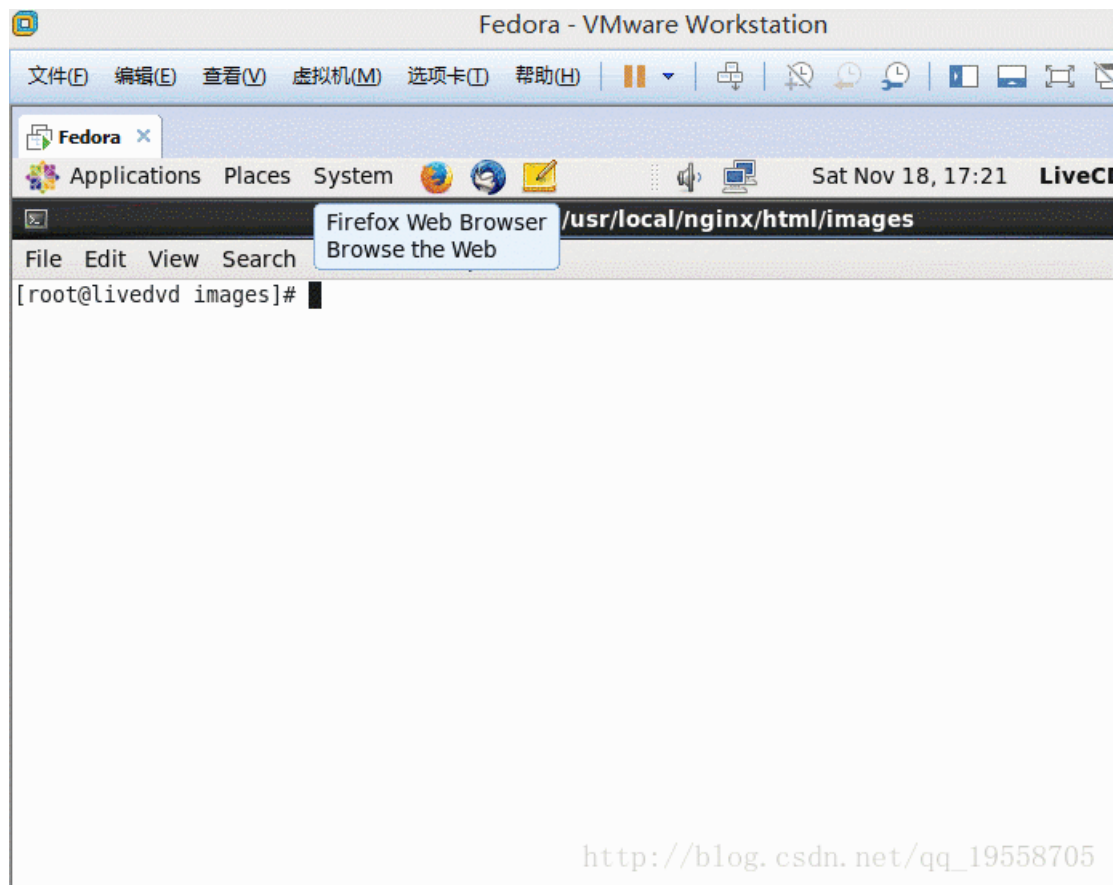 Fedora - VMware Workstation
文件(F) 编辑(E) 查看(V) 虚拟机(M) 选项卡(T) 帮助(H)
Fedora
Applications Places System Sat Nov 18, 17:21 LiveCD
/usr/local/nginx/html/images
Firefox Web Browser
Browse the Web
File Edit View Search
[root@livedvd images]#
http://blog.csdn.net/qq_19558705